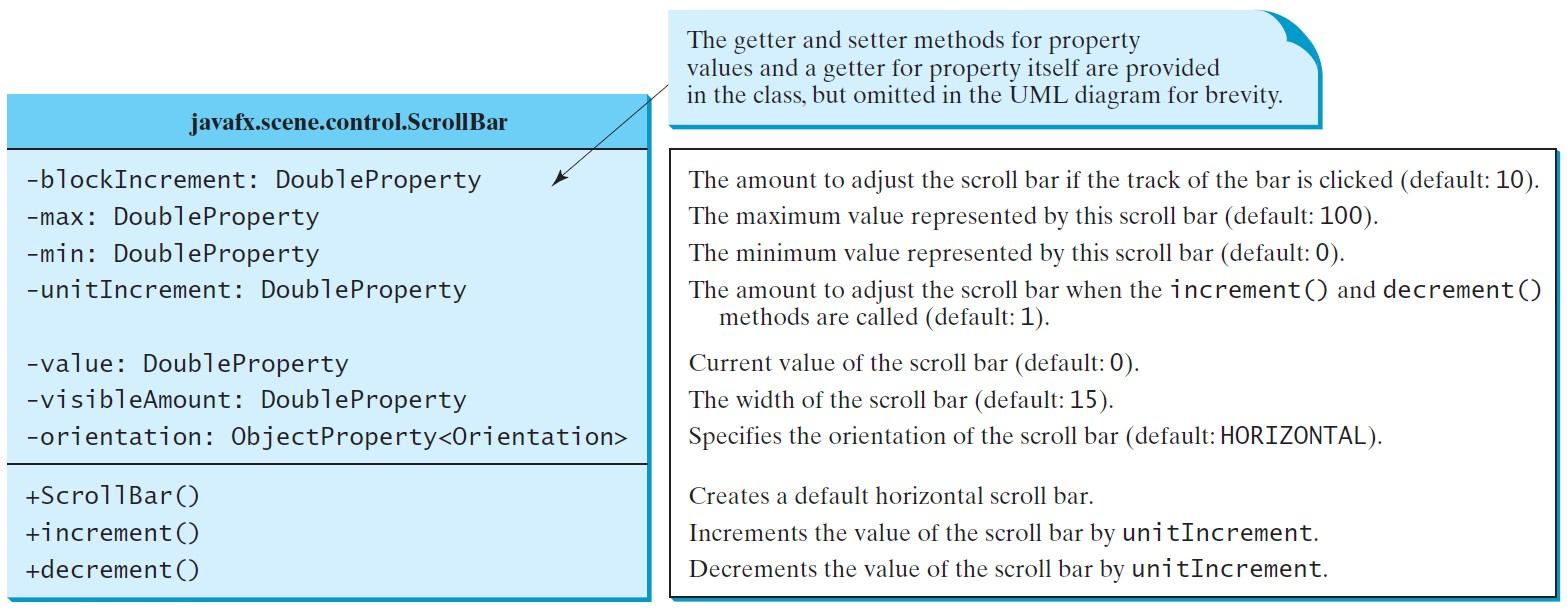 The getter and setter methods for property
values and a getter for property itself are provided
in the class, but omitted in the UML diagram for brevity.
javafx.scene.control.ScrollBar
-blockIncrement: DoubleProperty
The amount to adjust the scroll bar if the track of the bar is clicked (default: 10).
-max: DoubleProperty
The maximum value represented by this scroll bar (default: 100).
-min: DoubleProperty
The minimum value represented by this scroll bar (default: 0).
-unitIncrement: DoubleProperty
The amount to adjust the scroll bar when the increment() and decrement()
methods are called (default: 1).
-value: DoubleProperty
Current value of the scroll bar (default: 0).
-visibleAmount: DoubleProperty
The width of the scroll bar (default: 15).
-orientation: ObjectProperty<Orientation>
Specifies the orientation of the scroll bar (default: HORIZONTAL).
+ScrollBar()
Creates a default horizontal scroll bar.
+increment()
Increments the value of the scroll bar by unitIncrement.
+decrement()
Decrements the value of the scroll bar by unitIncrement.